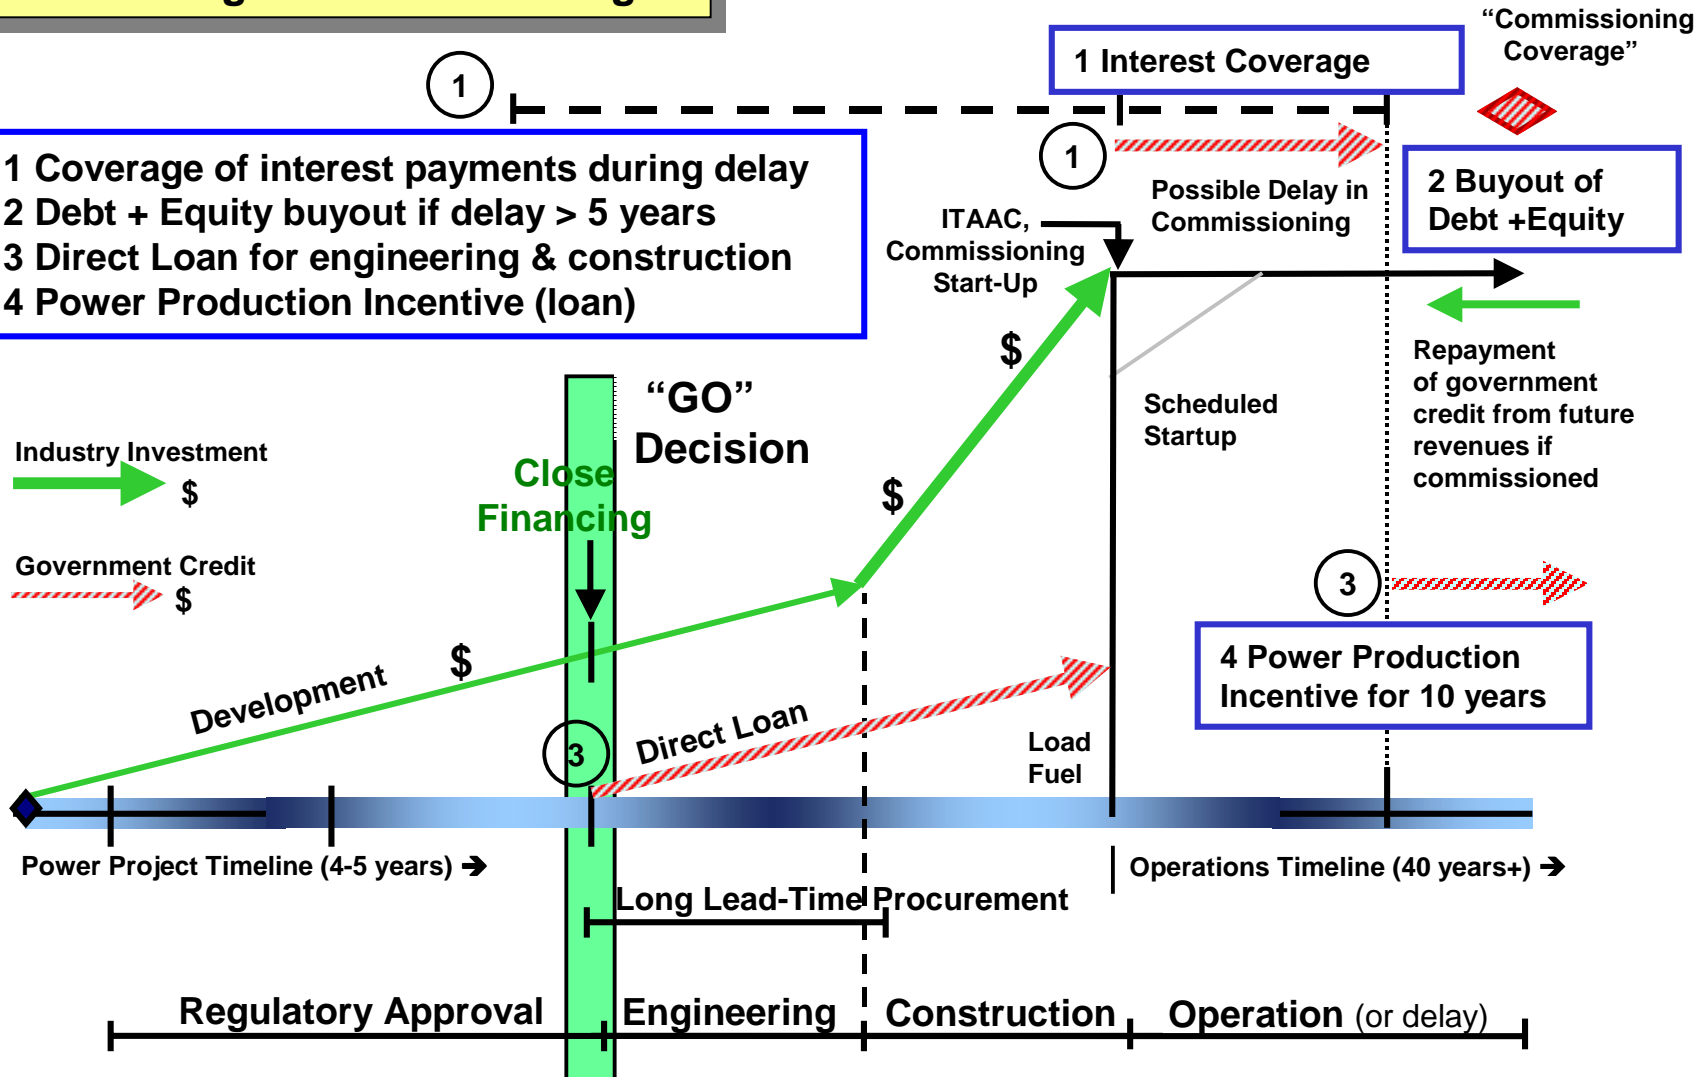 “Commissioning
Coverage”
1 Interest Coverage
1
1 Coverage of interest payments during delay
2 Debt + Equity buyout if delay > 5 years
3 Direct Loan for engineering & construction
4 Power Production Incentive (loan)
1
Possible Delay in
Commissioning
2 Buyout of
Debt +Equity
ITAAC,
Commissioning
Start-Up
$
Repayment
of government
credit from future
revenues if
commissioned
“GO”
Decision
Scheduled
Startup
Industry Investment
$
Close
Financing
$
Government Credit
$
3
4 Power Production
Incentive for 10 years
Development
$
3
Direct Loan
Load
Fuel
Power Project Timeline (4-5 years) ➔
Operations Timeline (40 years+) ➔
Long Lead-Time Procurement
Regulatory Approval
Engineering
Construction
Operation (or delay)